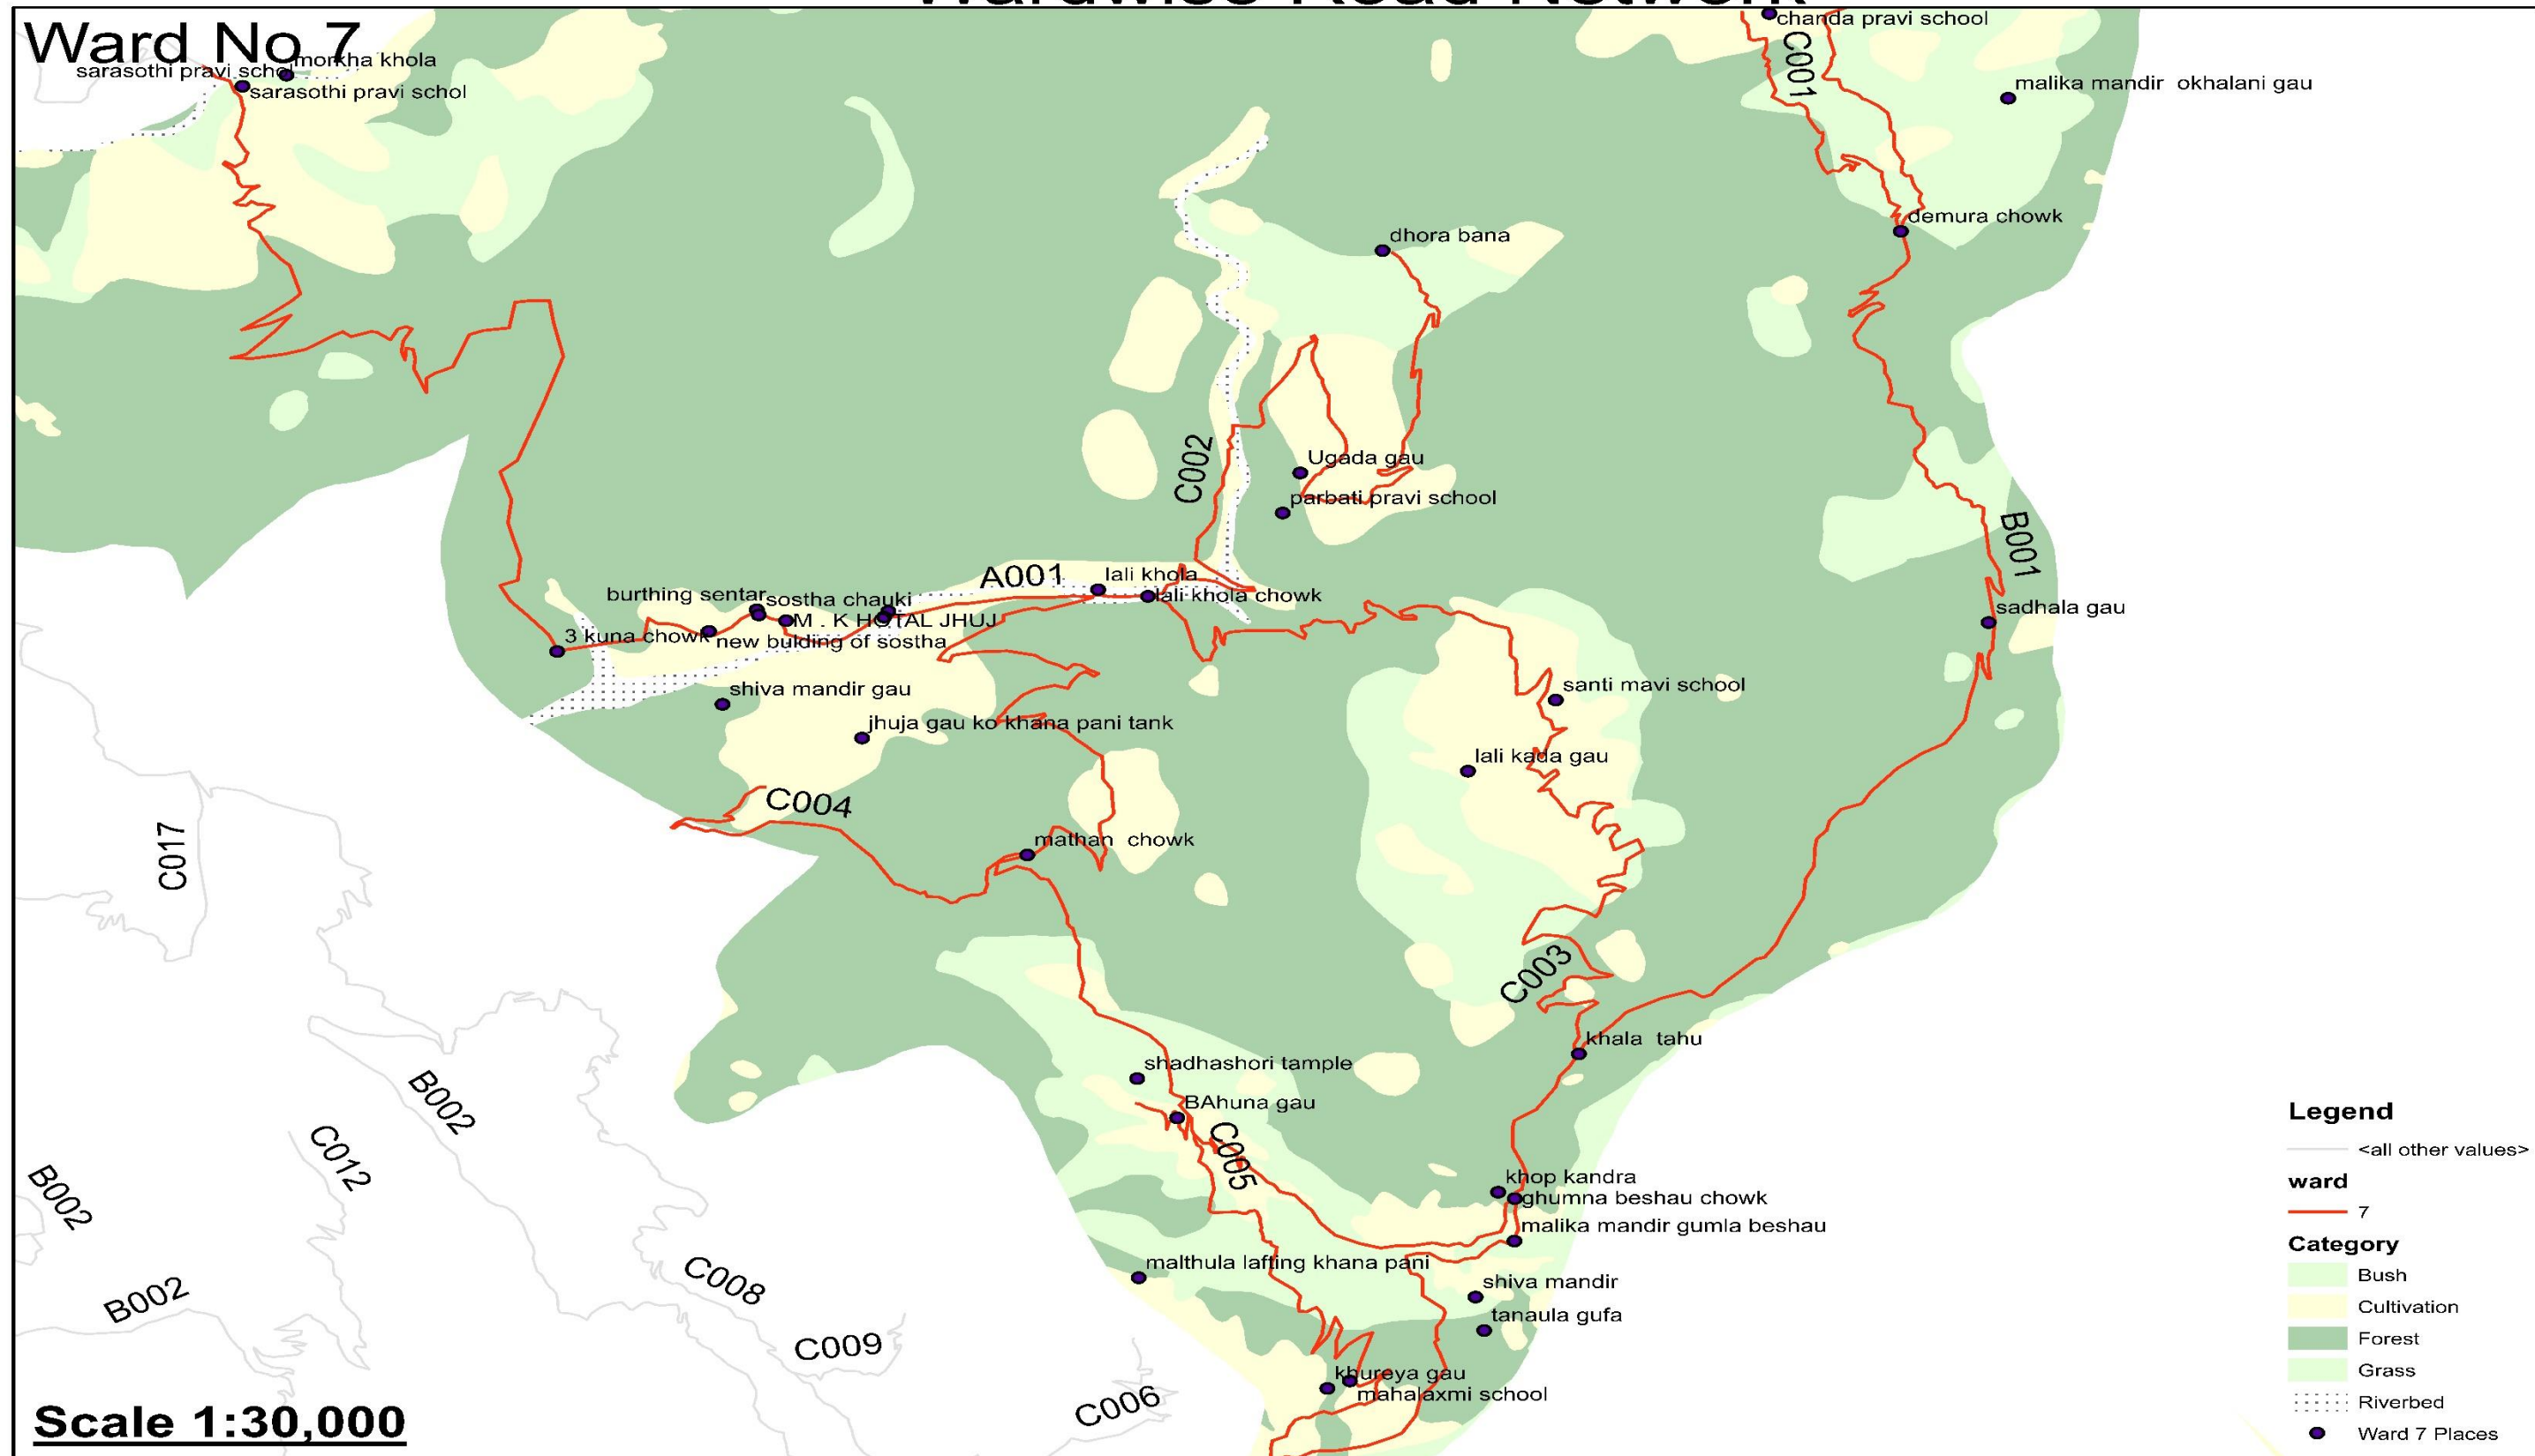 Wardwise Road Network
Ward No 7
chanda pravi school
C001
morkha khola
sarasothi pravi schol
sarasothi pravi schol
malika mandir okhalani gau
demura chowk
dhora bana
C002
Ugada gau
parbati pravi school
B001
A001
lali khola
lali khola chowk
burthing sentar
sostha chauki
M . K HOTAL JHUJ
3 kuna chowk
new bulding of sostha
sadhala gau
shiva mandir gau
santi mavi school
jhuja gau ko khana pani tank
lali kada gau
C004
C017
mathan chowk
C003
khala tahu
shadhashori tample
B002
BAhuna gau
C005
C012
B002
khop kandra
ghumna beshau chowk
malika mandir gumla beshau
malthula lafting khana pani
C008
B002
shiva mandir
tanaula gufa
C009
khureya gau
mahalaxmi school
C006
Scale 1:30,000
Legend
<all other values>
ward
7
Category
Bush
Cultivation
Forest
Grass
Riverbed
Ward 7 Places